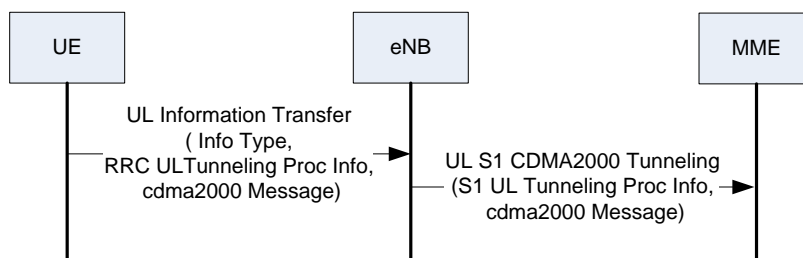 UE
eNB
MME
UL Information Transfer
( Info Type,
RRC ULTunneling Proc Info,
cdma2000 Message)
UL S1 CDMA2000 Tunneling
(S1 UL Tunneling Proc Info,
cdma2000 Message)